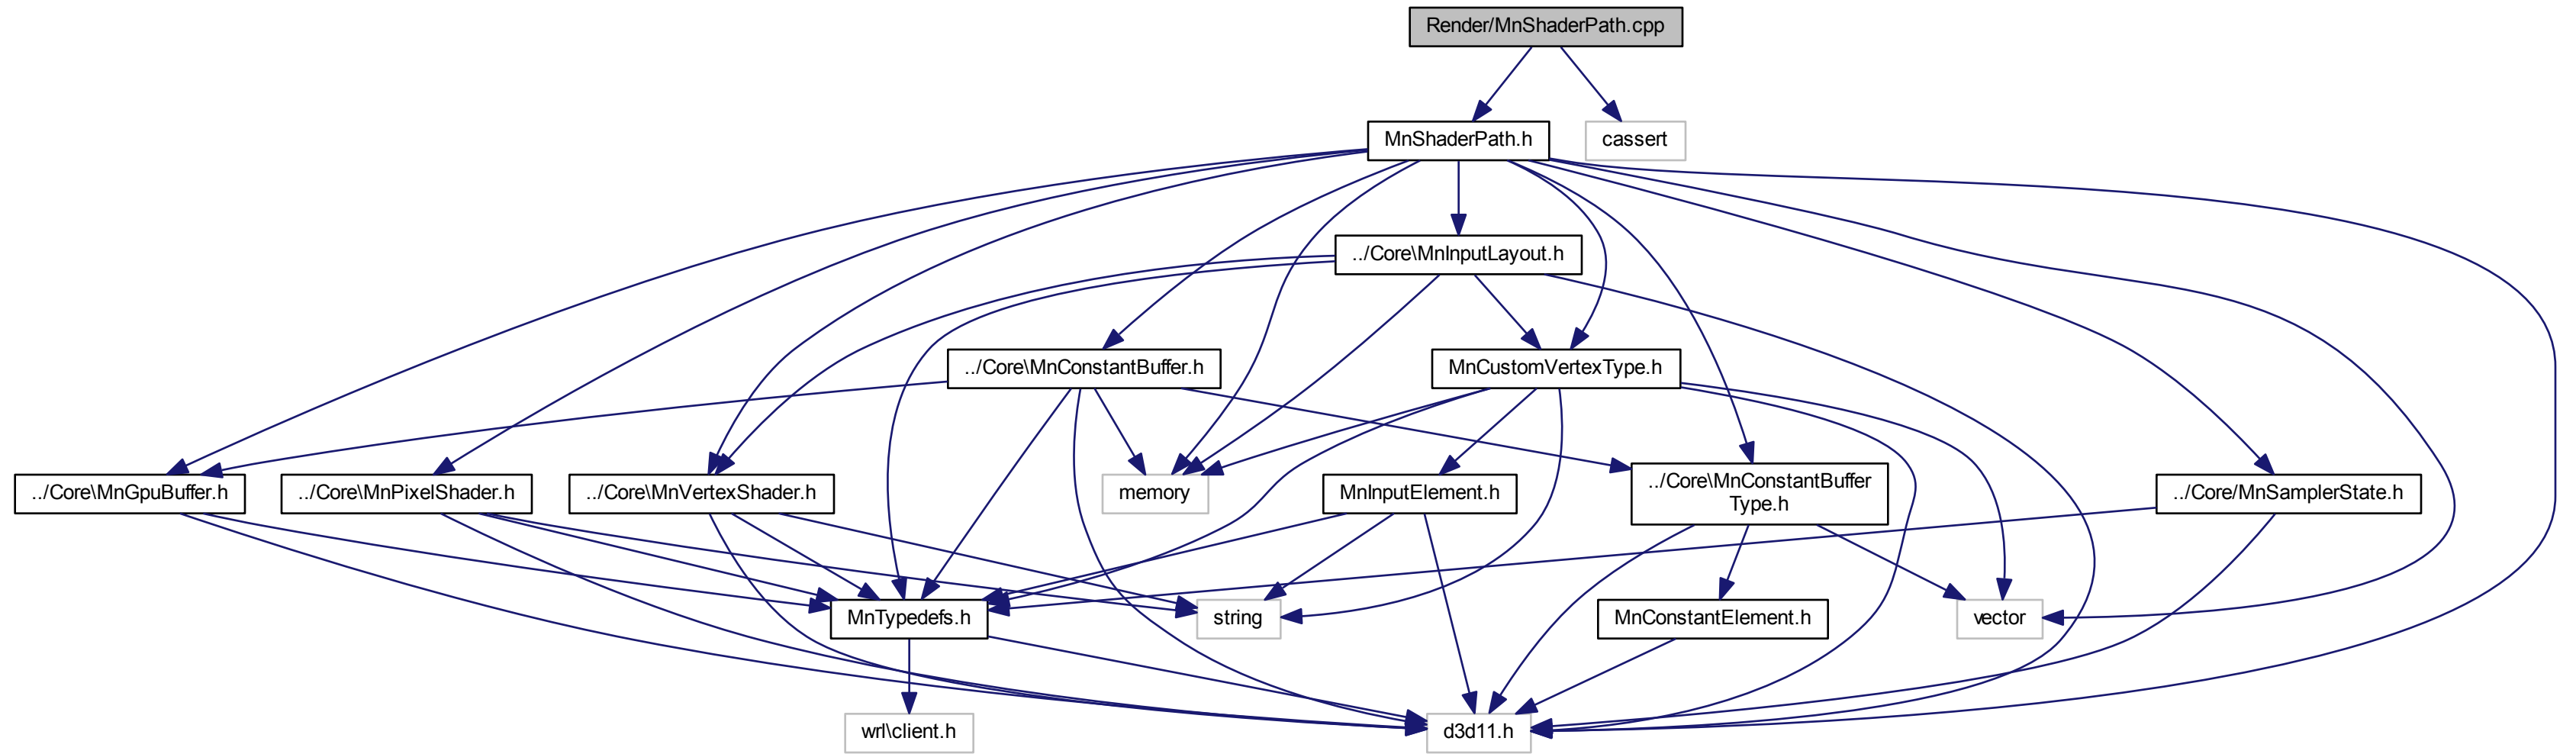 Render/MnShaderPath.cpp
MnShaderPath.h
cassert
../Core\MnInputLayout.h
../Core\MnConstantBuffer.h
MnCustomVertexType.h
../Core\MnGpuBuffer.h
../Core\MnPixelShader.h
../Core\MnVertexShader.h
memory
MnInputElement.h
../Core\MnConstantBuffer
Type.h
../Core/MnSamplerState.h
MnTypedefs.h
string
MnConstantElement.h
vector
wrl\client.h
d3d11.h